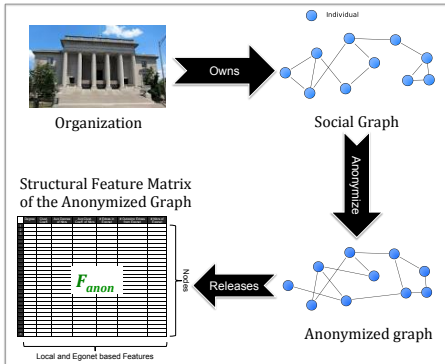 Individual
Owns
Organization
Social Graph
Anonymize
Structural Feature Matrix
of the Anonymized Graph
F_anon
Nodes
Releases
Anonymized graph
Local and Egonet based Features